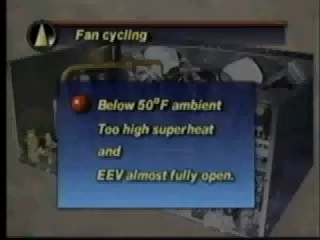 Fan cycling
Below 50°F ambient
Too high superheat
and
EEV almost fully open.